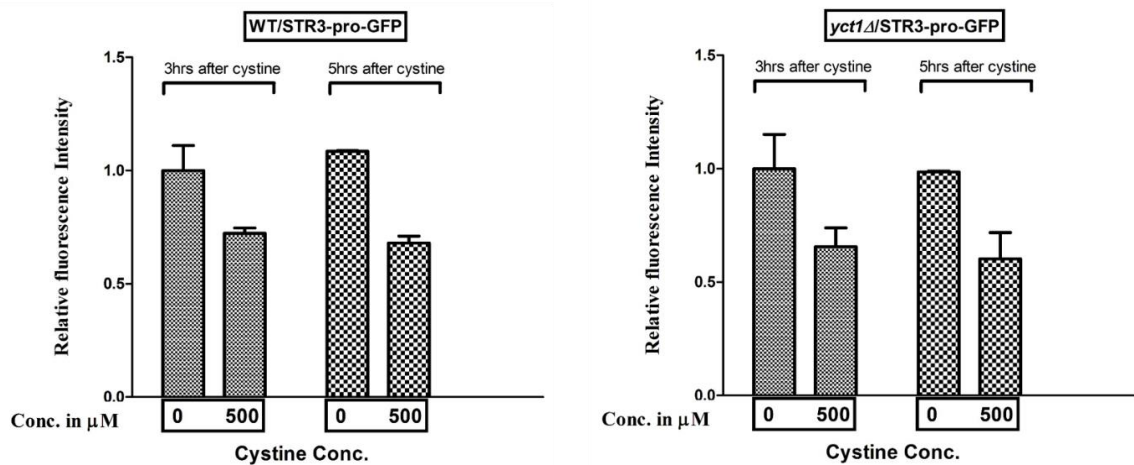 WT/STR3-pro-GFP
3hrs after cystine
5hrs after cystine
Relative fluorescence Intensity
1.5
1.0
0.5
0.0
Conc. in μM
0 500
0 500
Cystine Conc.
yct1Δ/STR3-pro-GFP
3hrs after cystine
5hrs after cystine
Relative fluorescence Intensity
1.5
1.0
0.5
0.0
Conc. in μM
0 500
0 500
Cystine Conc.